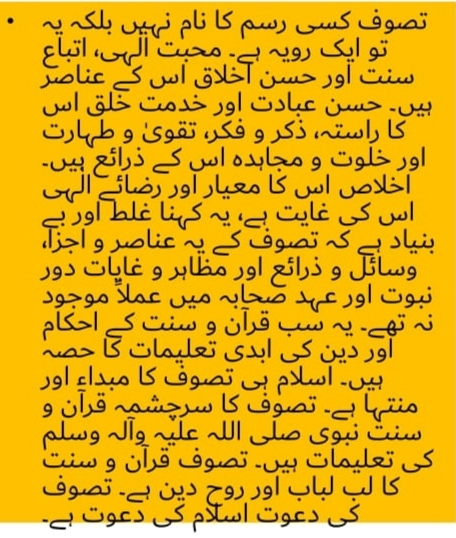 • تصوف کسی رسم کا نام نہیں بلکہ یہ
تو ایک رویہ ہے۔ محبت الٰہی، اتباع
سنت اور حسن اخلاق اس کے عناصر
ہیں۔ حسن عبادت اور خدمت خلق اس
کا راستہ، ذکر و فکر، تقویٰ و طہارت
اور خلوت و مجاہدہ اس کے ذرائع ہیں۔
اخلاص اس کا معیار اور رضائے الٰہی
اس کی غایت ہے، یہ کہنا غلط اور بے
بنیاد ہے کہ تصوف کے یہ عناصر و اجزا،
وسائل و ذرائع اور مظاہر و غایات دور
نبوت اور عہد صحابہ میں عملاً موجود
نہ تھے۔ یہ سب قرآن و سنت کے احکام
اور دین کی ابدی تعلیمات کا حصہ
ہیں۔ اسلام ہی تصوف کا مبداء اور
منتہا ہے۔ تصوف کا سرچشمہ قرآن و
سنت نبوی صلی اللہ علیہ وآلہ وسلم
کی تعلیمات ہیں۔ تصوف قرآن و سنت
کا لب لباب اور روح دین ہے۔ تصوف
کی دعوت اسلام کی دعوت ہے۔